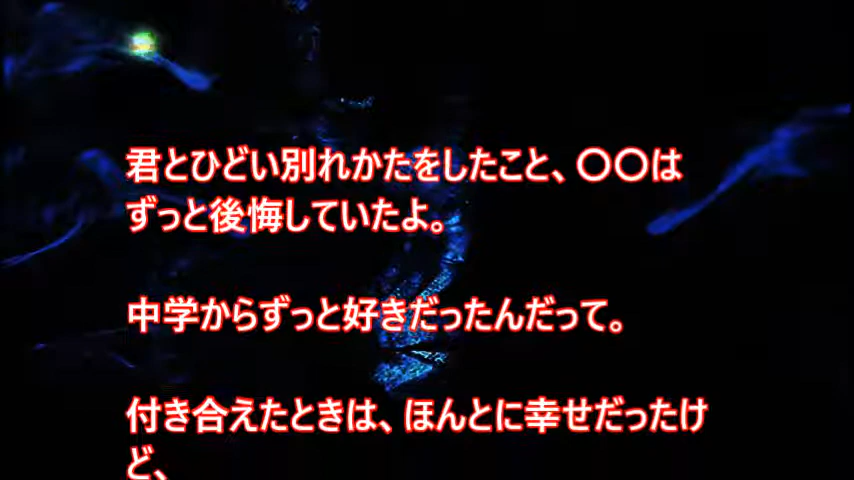 君とひどい別れかたをしたこと、〇〇は
ずっと後悔していたよ。
中学からずっと好きだったんだって。
付き合えたときは、ほんとに幸せだったけ
ど、